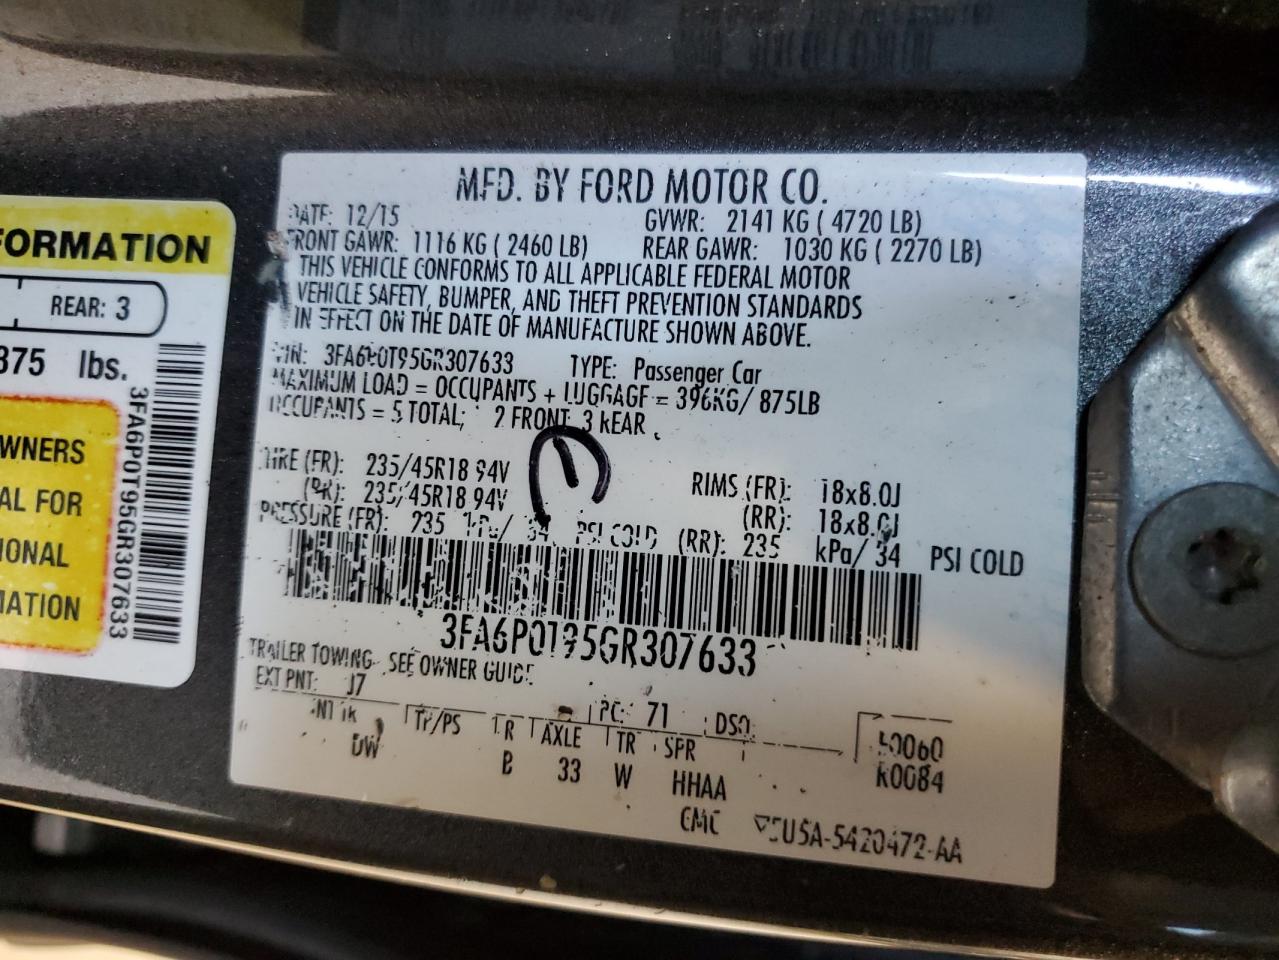 FORMATION
REAR: 3
875 lbs.
WNERS
AL FOR
IONAL
MATION
3FA6P0T95GR307633
MFD. BY FORD MOTOR CO.
DATE: 12/15 GVWR: 2141 KG ( 4720 LB)
FRONT GAWR: 1116 KG ( 2460 LB) REAR GAWR: 1030 KG ( 2270 LB)
THIS VEHICLE CONFORMS TO ALL APPLICABLE FEDERAL MOTOR
VEHICLE SAFETY, BUMPER, AND THEFT PREVENTION STANDARDS
IN EFFECT ON THE DATE OF MANUFACTURE SHOWN ABOVE.
VIN: 3FA6P0T95GR307633 TYPE: Passenger Car
MAXIMUM LOAD = OCCUPANTS + LUGGAGE = 396KG/ 875LB
OCCUPANTS = 5 TOTAL; 2 FRONT 3 REAR
TIRE (FR): 235/45R18 94V RIMS (FR): 18x8.0J
(RR): 235/45R18 94V (RR): 18x8.0J
PRESSURE (FR): 235 kPa/ 34 PSI COLD (RR): 235 kPa/ 34 PSI COLD
3FA6P0T95GR307633
TRAILER TOWING- SEE OWNER GUIDE
EXT PNT: J7 PC: 71 DSO:
INT TR TP/PS R AXLE TR SPR 50060
DW B 33 W HHAA R0084
CMC 5U5A-5420472-AA